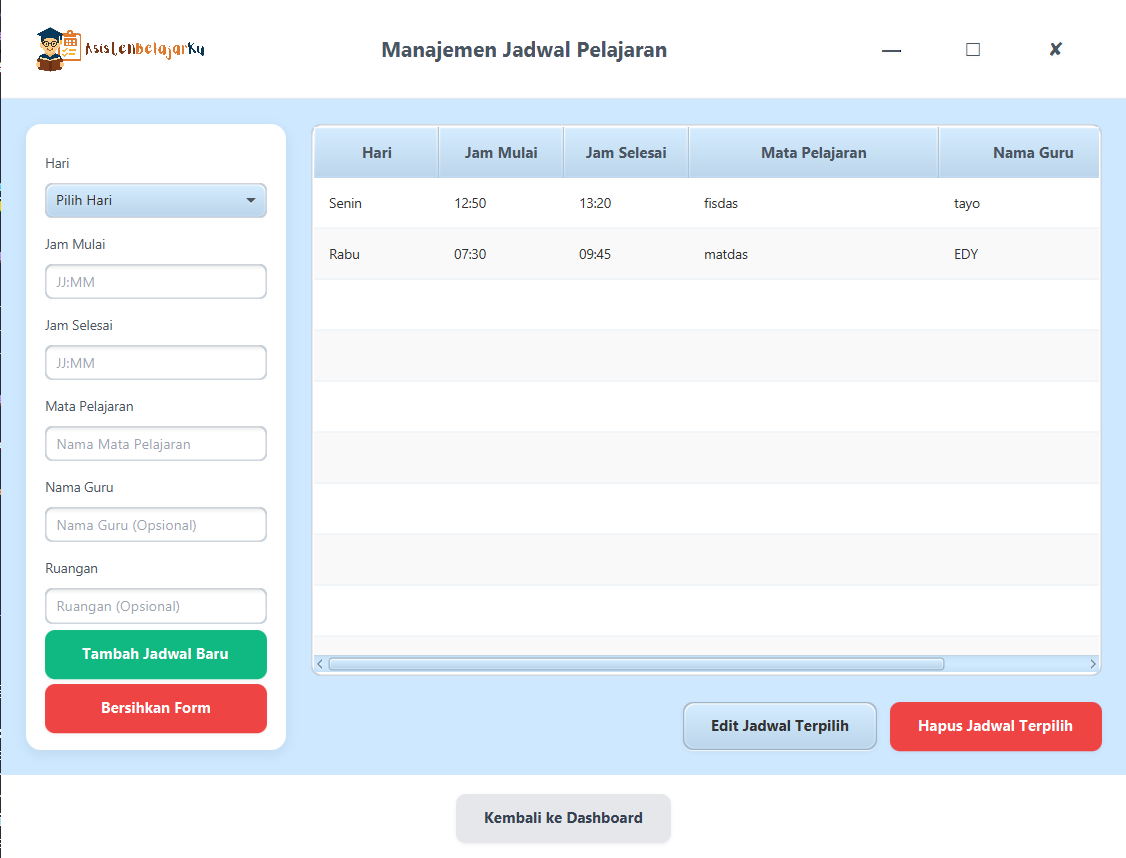 AsistenBelajarKu
Manajemen Jadwal Pelajaran
Hari
Pilih Hari
Jam Mulai
JJ:MM
Jam Selesai
JJ:MM
Mata Pelajaran
Nama Mata Pelajaran
Nama Guru
Nama Guru (Opsional)
Ruangan
Ruangan (Opsional)
Tambah Jadwal Baru
Bersihkan Form
Hari Jam Mulai Jam Selesai Mata Pelajaran Nama Guru
Senin 12:50 13:20 fisdas tayo
Rabu 07:30 09:45 matdas EDY
Edit Jadwal Terpilih Hapus Jadwal Terpilih
Kembali ke Dashboard